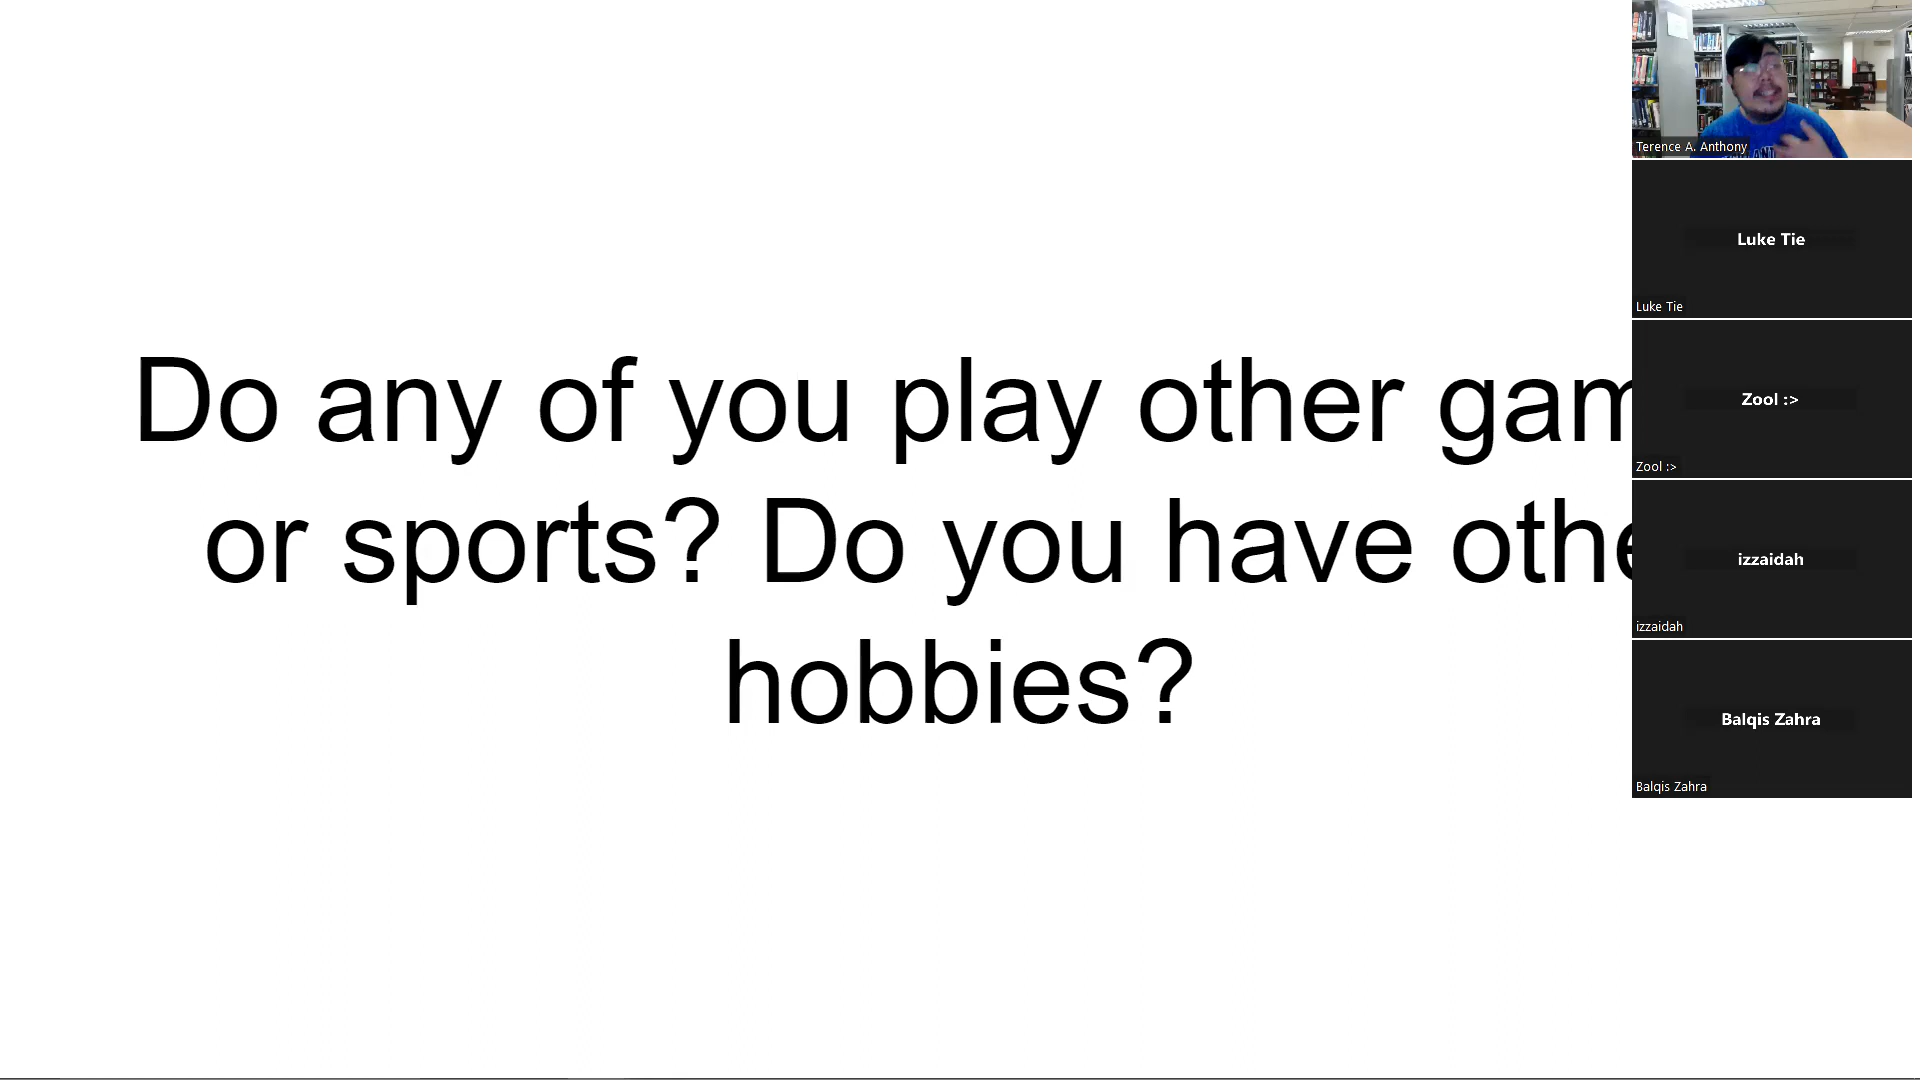 Do any of you play other gam
or sports? Do you have othe
hobbies?
Terence A. Anthony
Luke Tie
Luke Tie
Zool :>
Zool :>
izzaidah
izzaidah
Balqis Zahra
Balqis Zahra